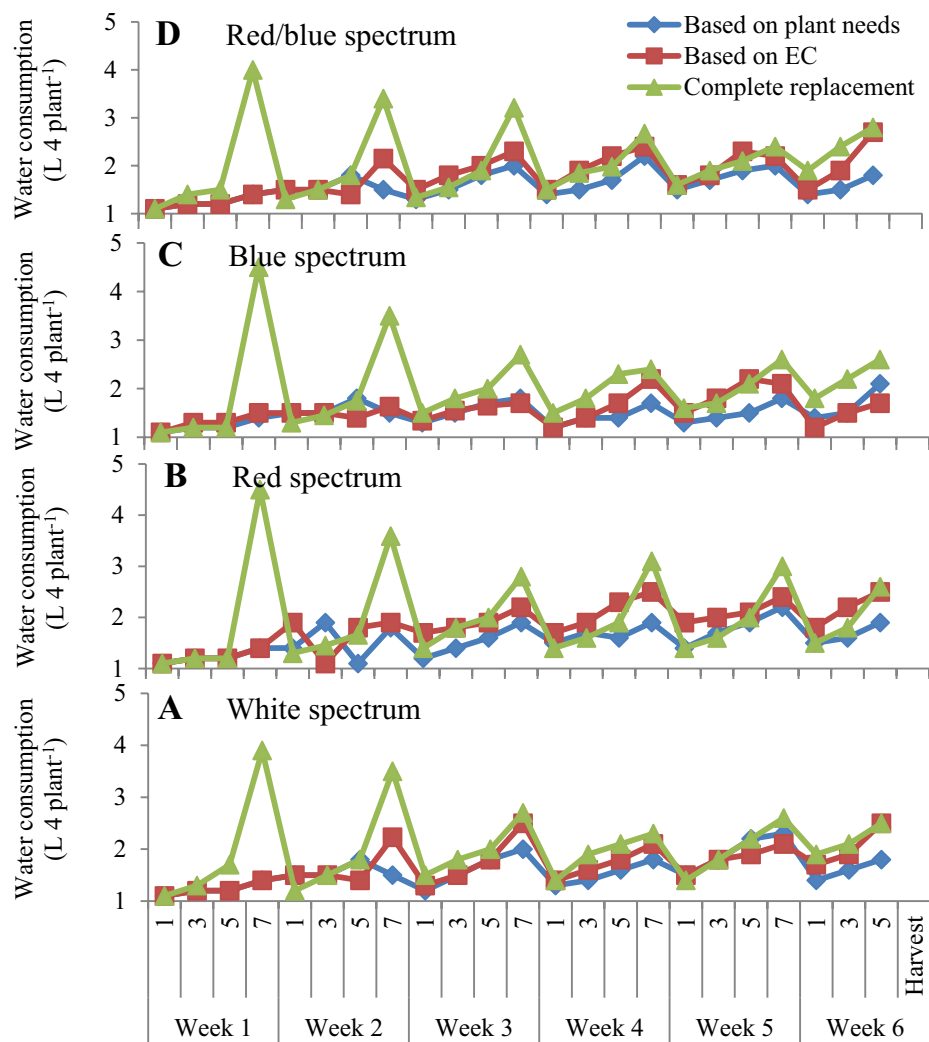 D Red/blue spectrum
Based on plant needs
Based on EC
Complete replacement
Water consumption
(L 4 plant⁻¹)
5
4
3
2
1
C Blue spectrum
Water consumption
(L 4 plant⁻¹)
5
4
3
2
1
B Red spectrum
Water consumption
(L 4 plant⁻¹)
5
4
3
2
1
A White spectrum
Water consumption
(L 4 plant⁻¹)
5
4
3
2
1
1 3 5 7 1 3 5 7 1 3 5 7 1 3 5 7 1 3 5 7 1 3 5 Harvest
Week 1 Week 2 Week 3 Week 4 Week 5 Week 6